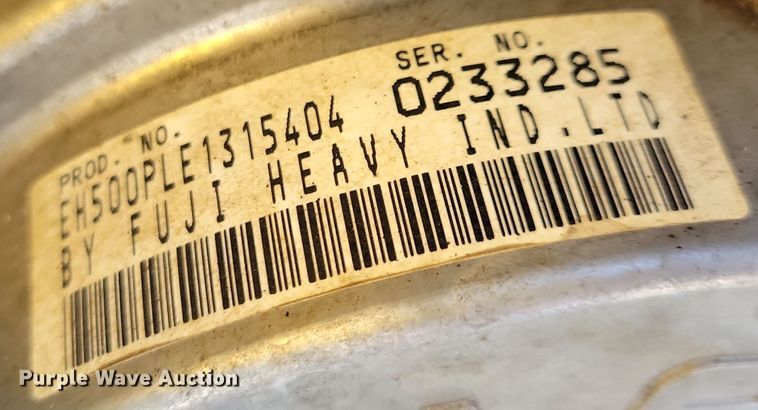 PROD. NO. SER. NO.
EH500PLE1315404 0233285
BY FUJI HEAVY IND.LTD
Purple Wave Auction